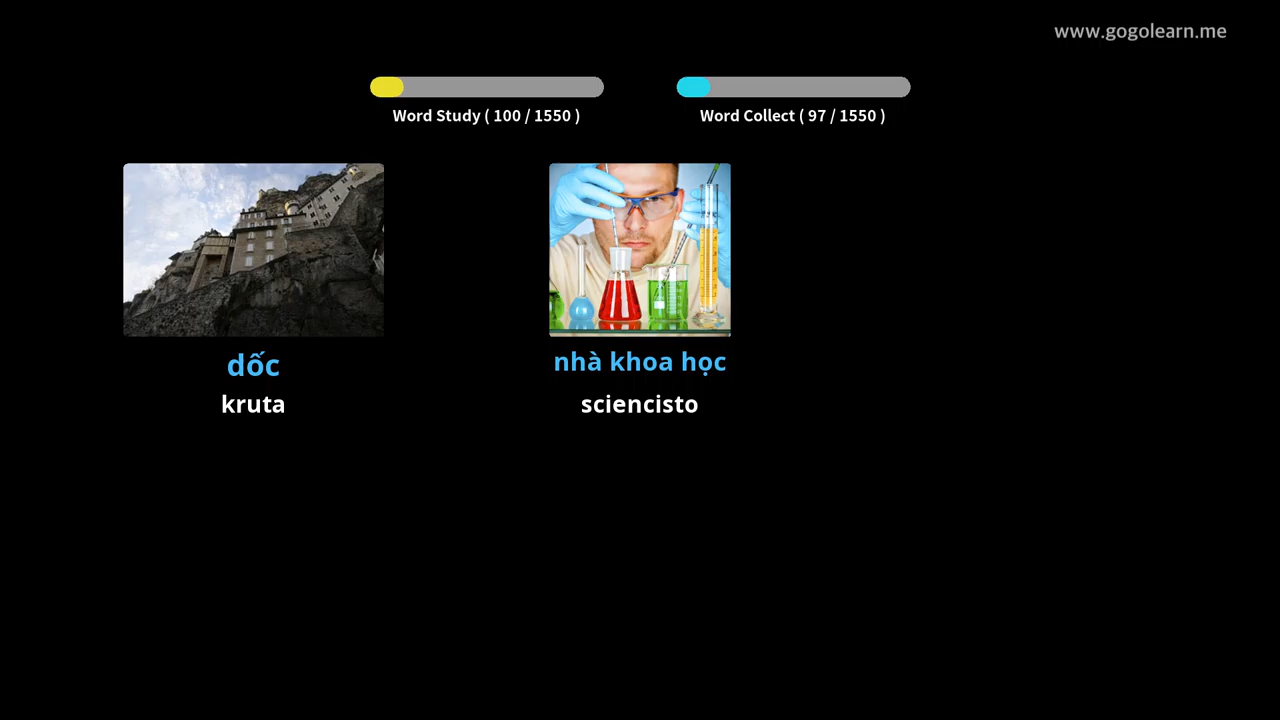 www.gogolearn.me
Word Study ( 100 / 1550 )
Word Collect ( 97 / 1550 )
dốc
kruta
nhà khoa học
sciencisto